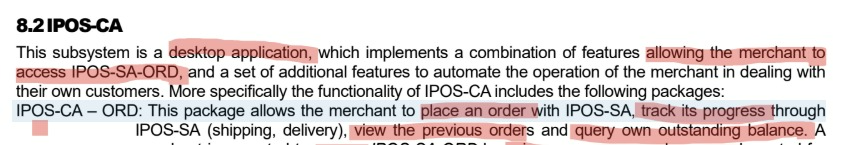 8.2 IPOS-CA
This subsystem is a desktop application, which implements a combination of features allowing the merchant to
access IPOS-SA-ORD, and a set of additional features to automate the operation of the merchant in dealing with
their own customers. More specifically the functionality of IPOS-CA includes the following packages:
IPOS-CA – ORD: This package allows the merchant to place an order with IPOS-SA, track its progress through
IPOS-SA (shipping, delivery), view the previous orders and query own outstanding balance. A